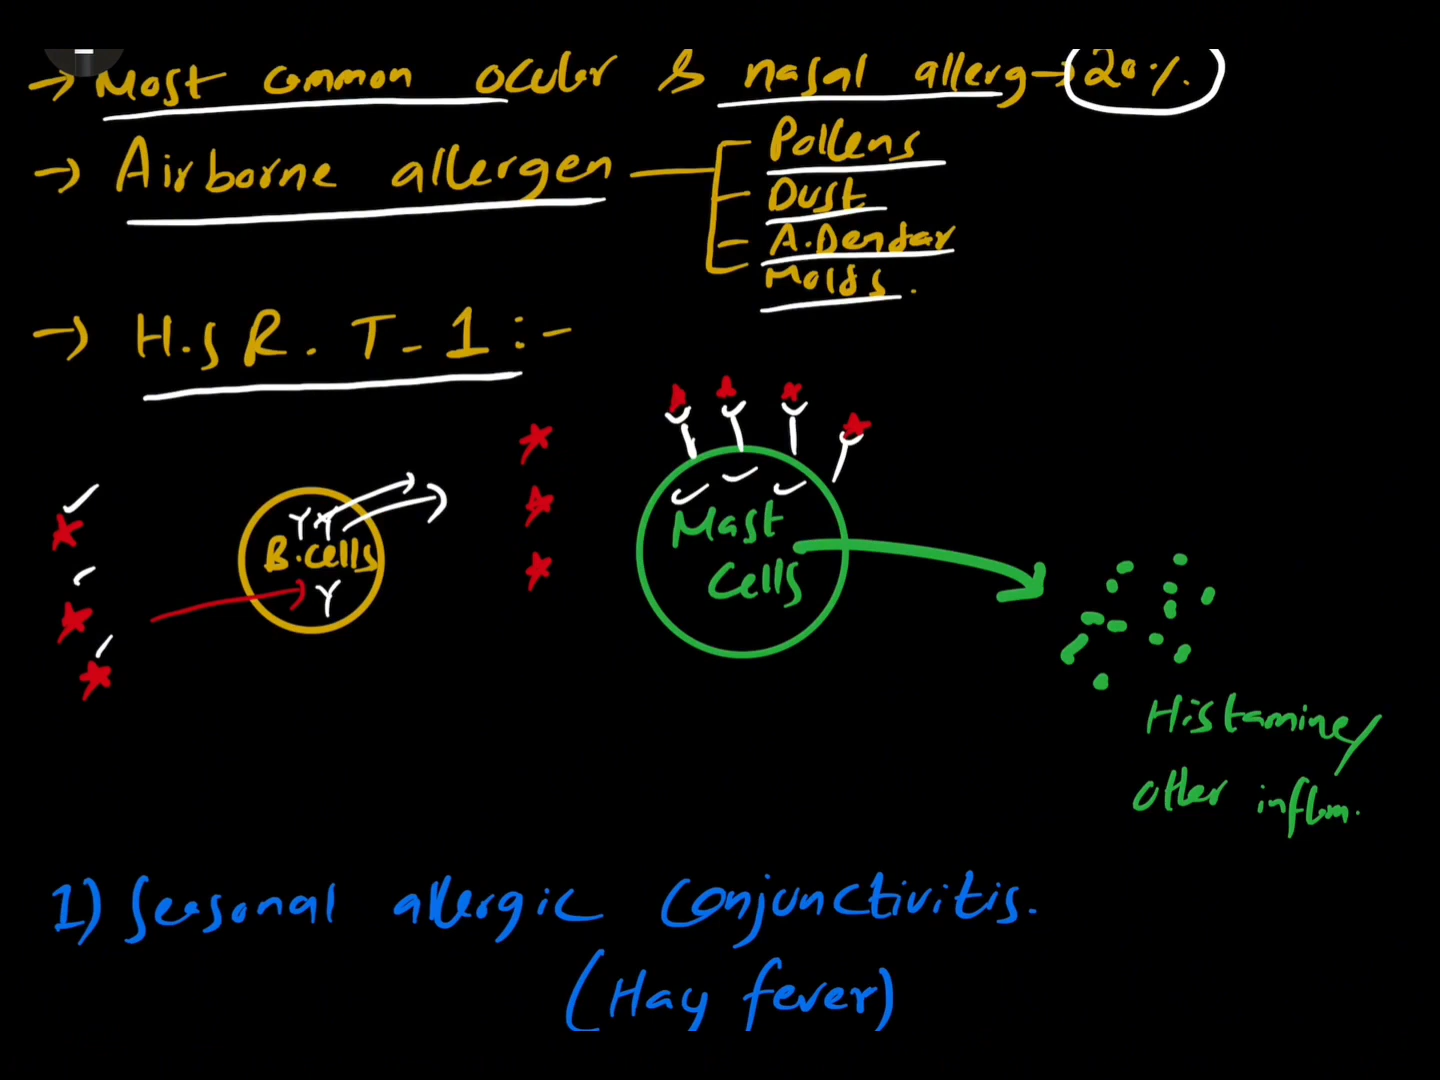 → Most common ocular & nasal allerg → 20%.
→ Airborne allergen
Pollens
Dust
A.Dendar
Molds.
→ H.S R. T-1:-
Y Y
B.cells
Y
Mast
Cells
Histamine/
Other inflam.
1) Seasonal allergic conjunctivitis.
(Hay fever)